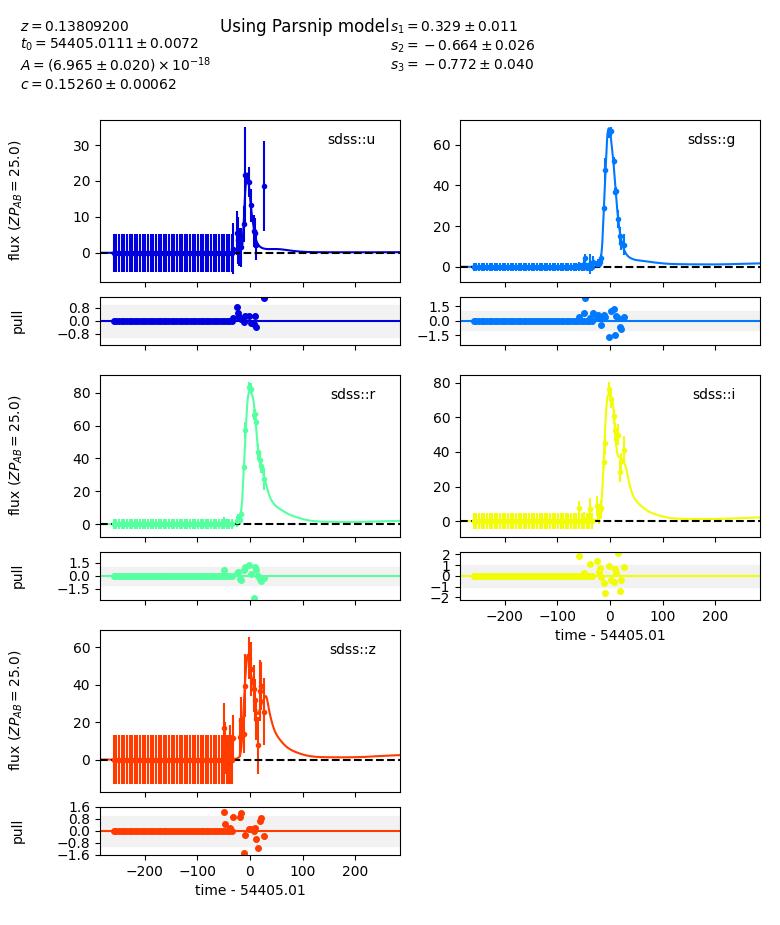 Using Parsnip model
z = 0.13809200
t0 = 54405.0111 ± 0.0072
A = (6.965 ± 0.020) × 10^−18
c = 0.15260 ± 0.00062
s1 = 0.329 ± 0.011
s2 = −0.664 ± 0.026
s3 = −0.772 ± 0.040
flux (ZP_AB = 25.0)
30
20
10
0
sdss::u
60
40
20
0
sdss::g
pull
0.8
0.0
−0.8
1.5
0.0
−1.5
flux (ZP_AB = 25.0)
80
60
40
20
0
sdss::r
80
60
40
20
0
sdss::i
pull
1.5
0.0
−1.5
2
1
0
−1
−2
−200 −100 0 100 200
time - 54405.01
flux (ZP_AB = 25.0)
60
40
20
0
sdss::z
pull
1.6
0.8
0.0
−0.8
−1.6
−200 −100 0 100 200
time - 54405.01